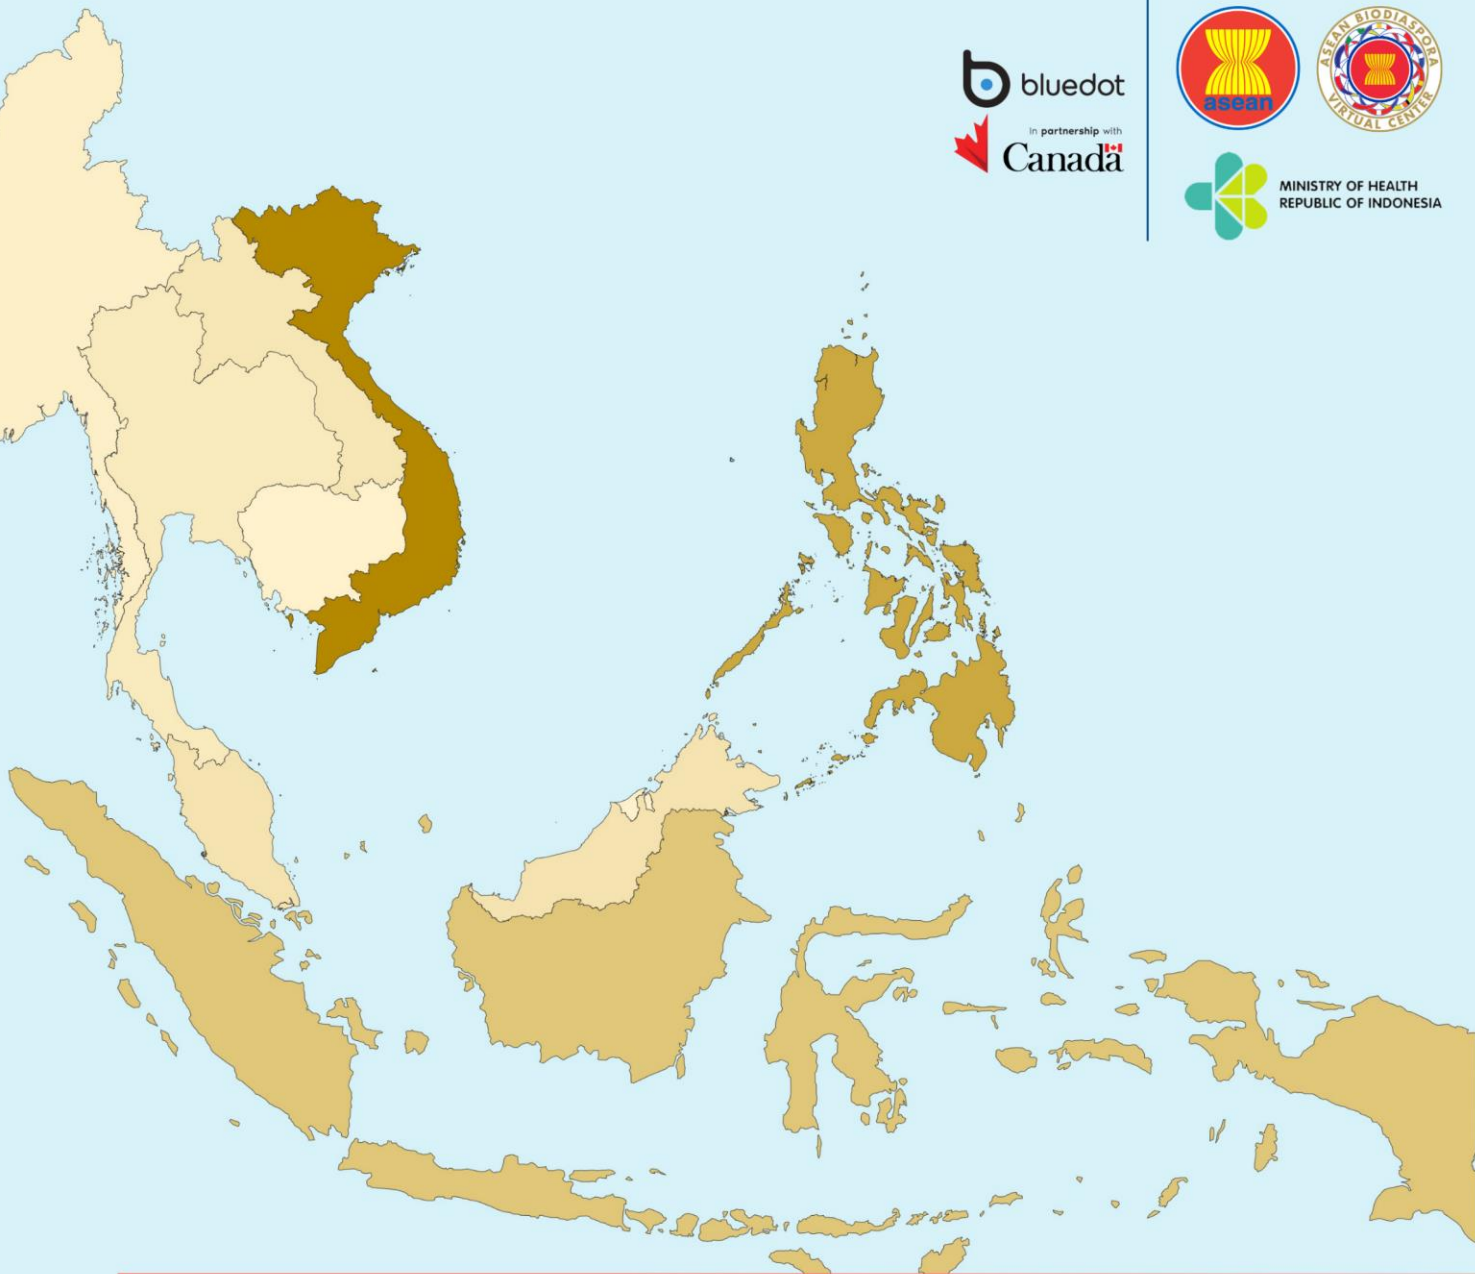 bluedot
in partnership with
Canada
asean
ASEAN BIODIASPORA
VIRTUAL CENTER
MINISTRY OF HEALTH
REPUBLIC OF INDONESIA